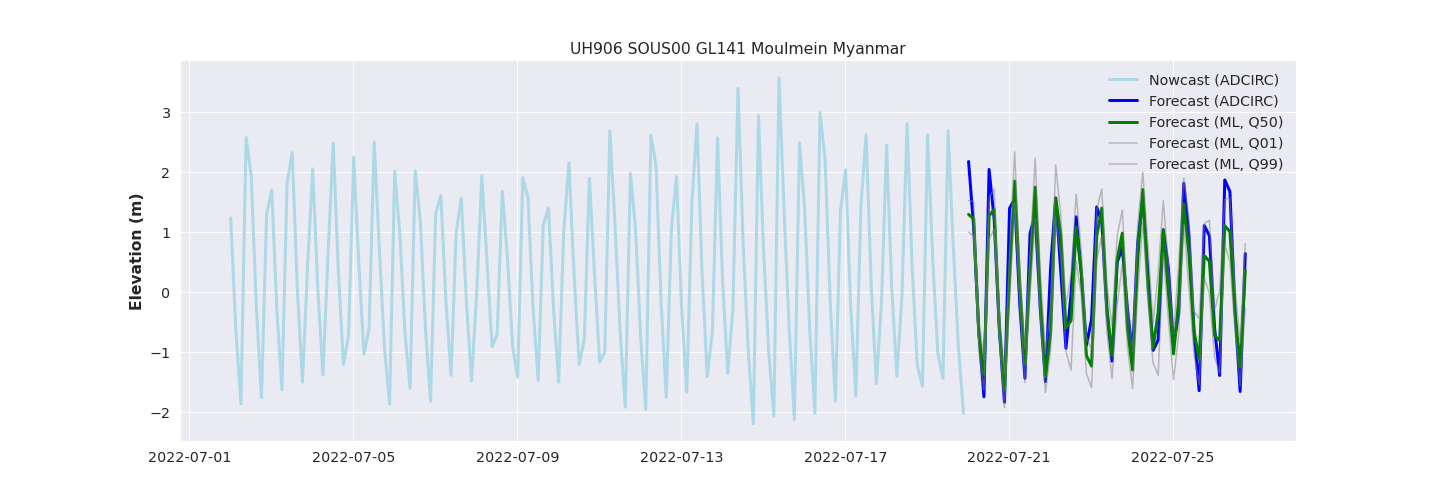 UH906 SOUS00 GL141 Moulmein Myanmar
Nowcast (ADCIRC)
Forecast (ADCIRC)
Forecast (ML, Q50)
Forecast (ML, Q01)
Forecast (ML, Q99)
Elevation (m)
3
2
1
0
−1
−2
2022-07-01 2022-07-05 2022-07-09 2022-07-13 2022-07-17 2022-07-21 2022-07-25